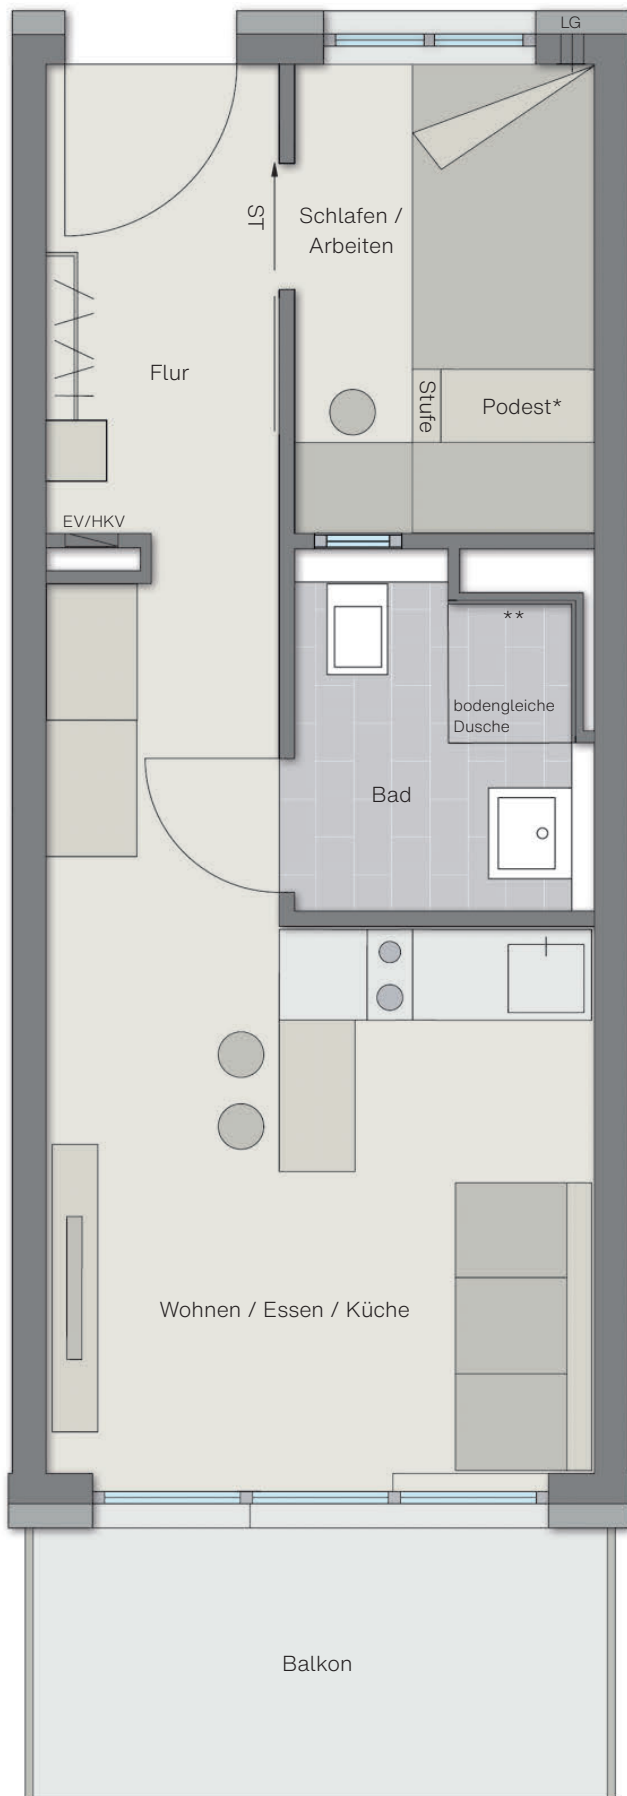 LG
ST
Schlafen /
Arbeiten
Flur
Stufe
Podest*
EV/HKV
**
bodengleiche
Dusche
Bad
Wohnen / Essen / Küche
Balkon